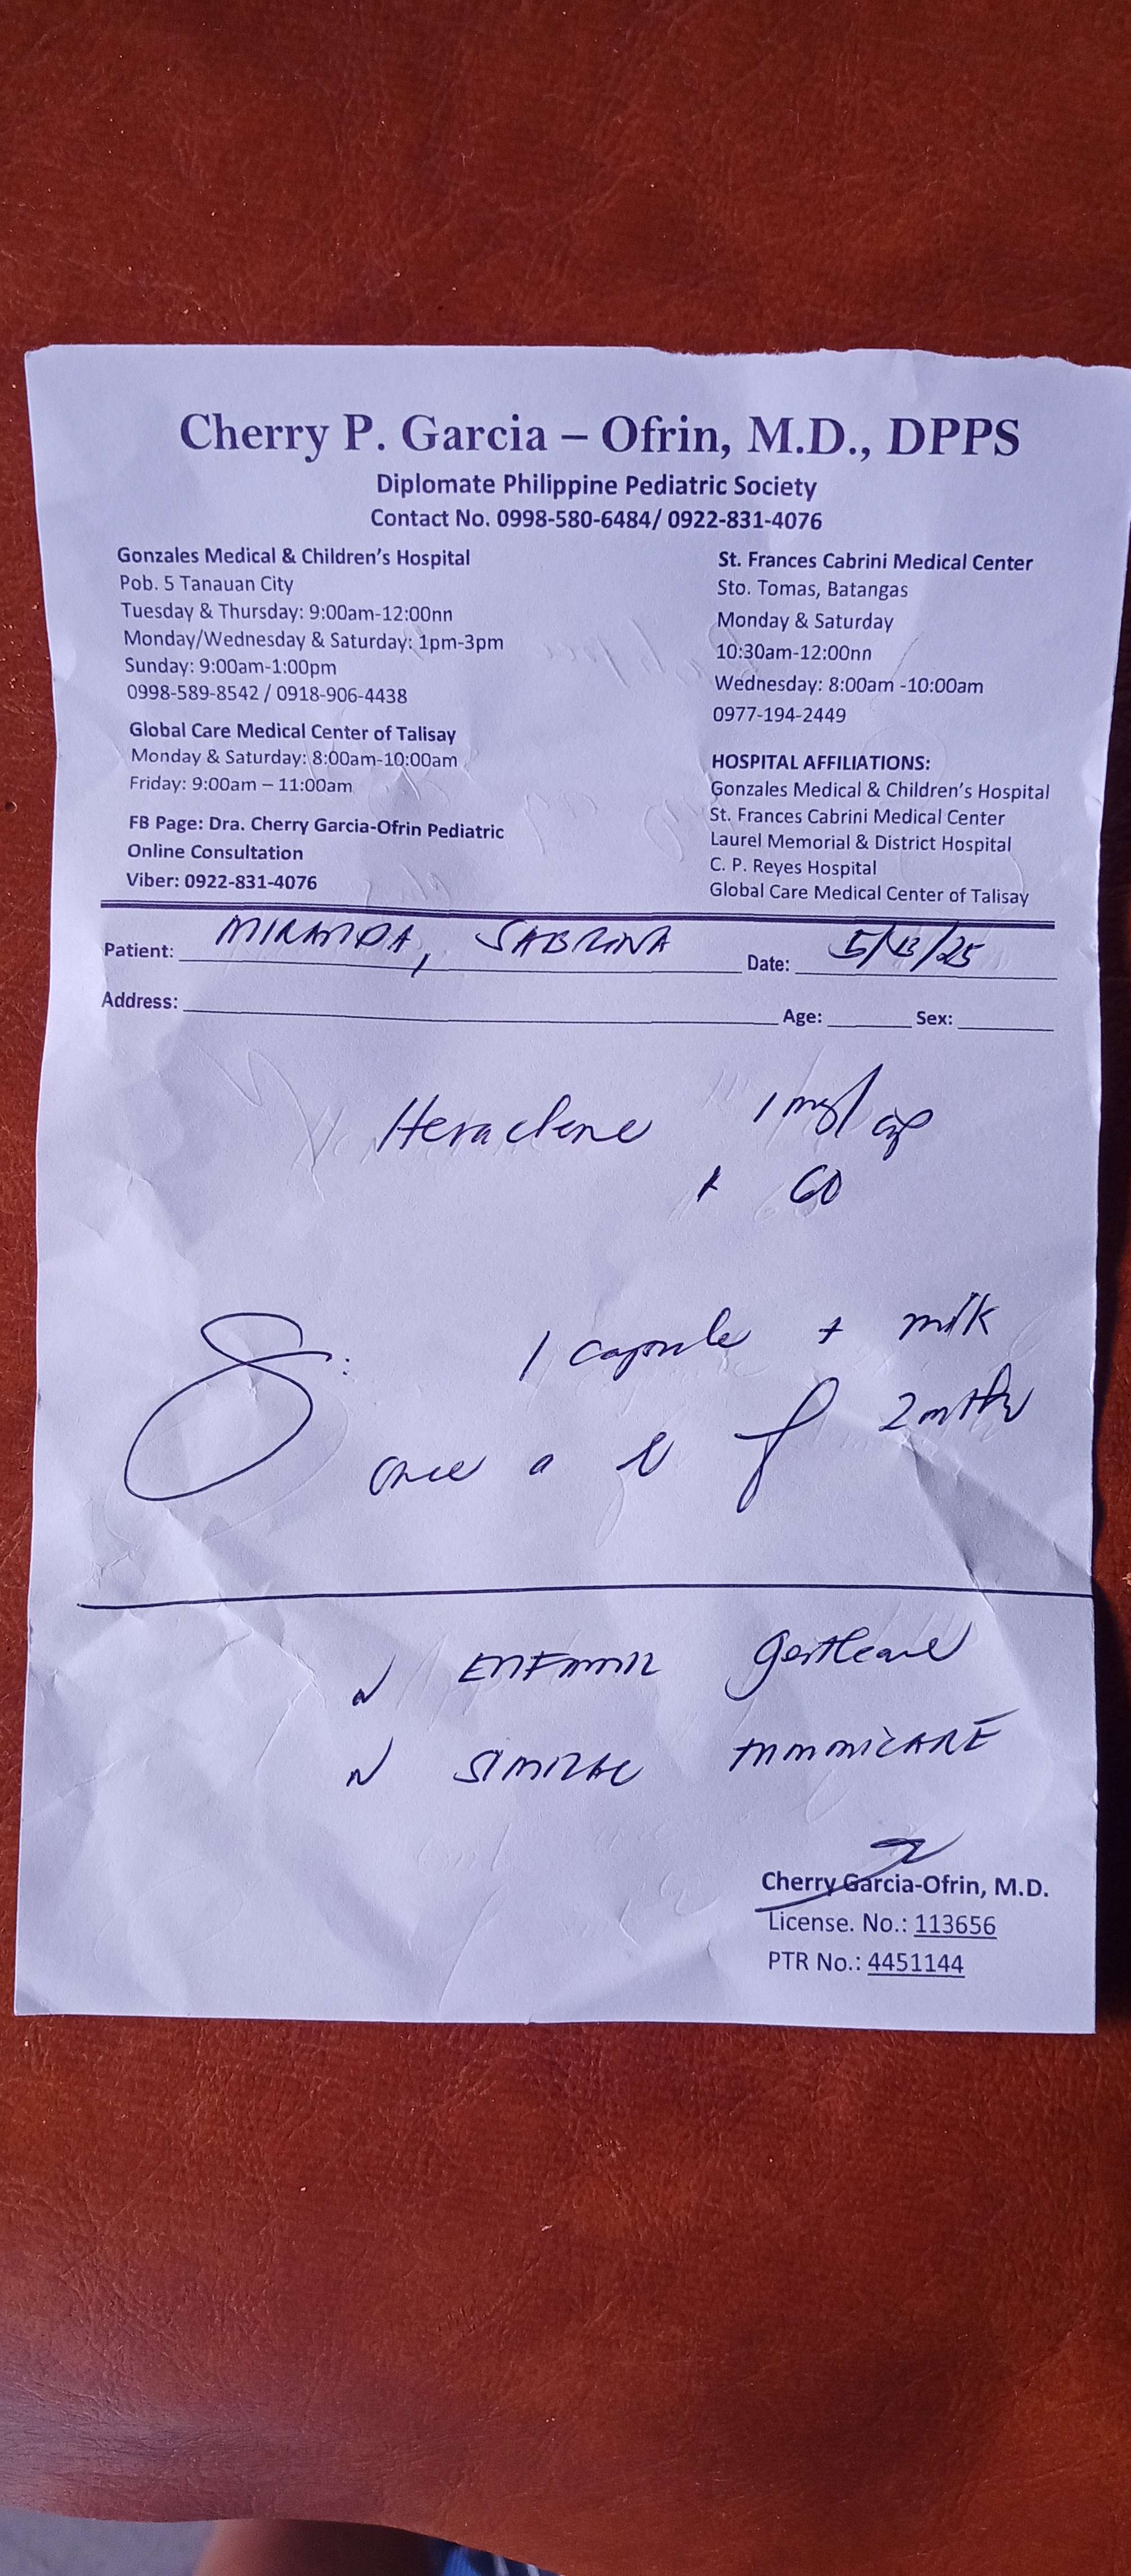 Cherry P. Garcia – Ofrin, M.D., DPPS
Diplomate Philippine Pediatric Society
Contact No. 0998-580-6484/ 0922-831-4076
Gonzales Medical & Children's Hospital
Pob. 5 Tanauan City
Tuesday & Thursday: 9:00am-12:00nn
Monday/Wednesday & Saturday: 1pm-3pm
Sunday: 9:00am-1:00pm
0998-589-8542 / 0918-906-4438
Global Care Medical Center of Talisay
Monday & Saturday: 8:00am-10:00am
Friday: 9:00am – 11:00am
FB Page: Dra. Cherry Garcia-Ofrin Pediatric
Online Consultation
Viber: 0922-831-4076
St. Frances Cabrini Medical Center
Sto. Tomas, Batangas
Monday & Saturday
10:30am-12:00nn
Wednesday: 8:00am -10:00am
0977-194-2449
HOSPITAL AFFILIATIONS:
Gonzales Medical & Children's Hospital
St. Frances Cabrini Medical Center
Laurel Memorial & District Hospital
C. P. Reyes Hospital
Global Care Medical Center of Talisay
Patient: MIRANDA, SABRINA Date: 5/13/25
Address: Age: Sex:
Heraclene 1 mg/cap
# 60
S: 1 capsule + milk
once a 2 mths
ENFAMIL gentlecare
SIMILAC TUMMICARE
Cherry Garcia-Ofrin, M.D.
License. No.: 113656
PTR No.: 4451144